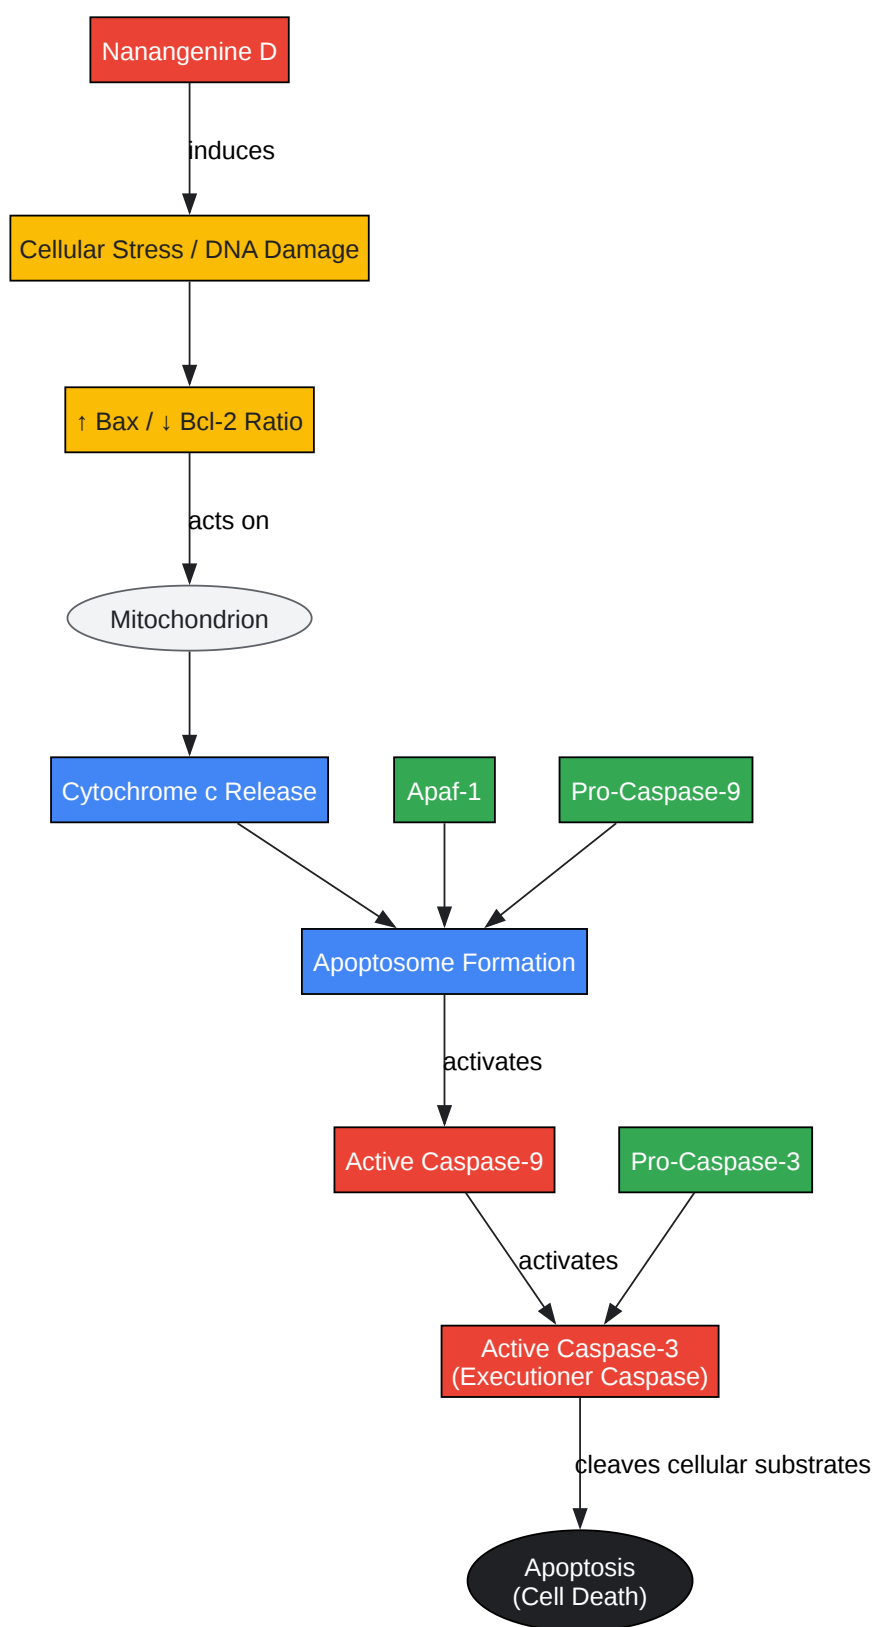 Nanangenine D
induces
Cellular Stress / DNA Damage
↑ Bax / ↓ Bcl-2 Ratio
acts on
Mitochondrion
Cytochrome c Release
Apaf-1
Pro-Caspase-9
Apoptosome Formation
activates
Active Caspase-9
Pro-Caspase-3
activates
Active Caspase-3
(Executioner Caspase)
cleaves cellular substrates
Apoptosis
(Cell Death)